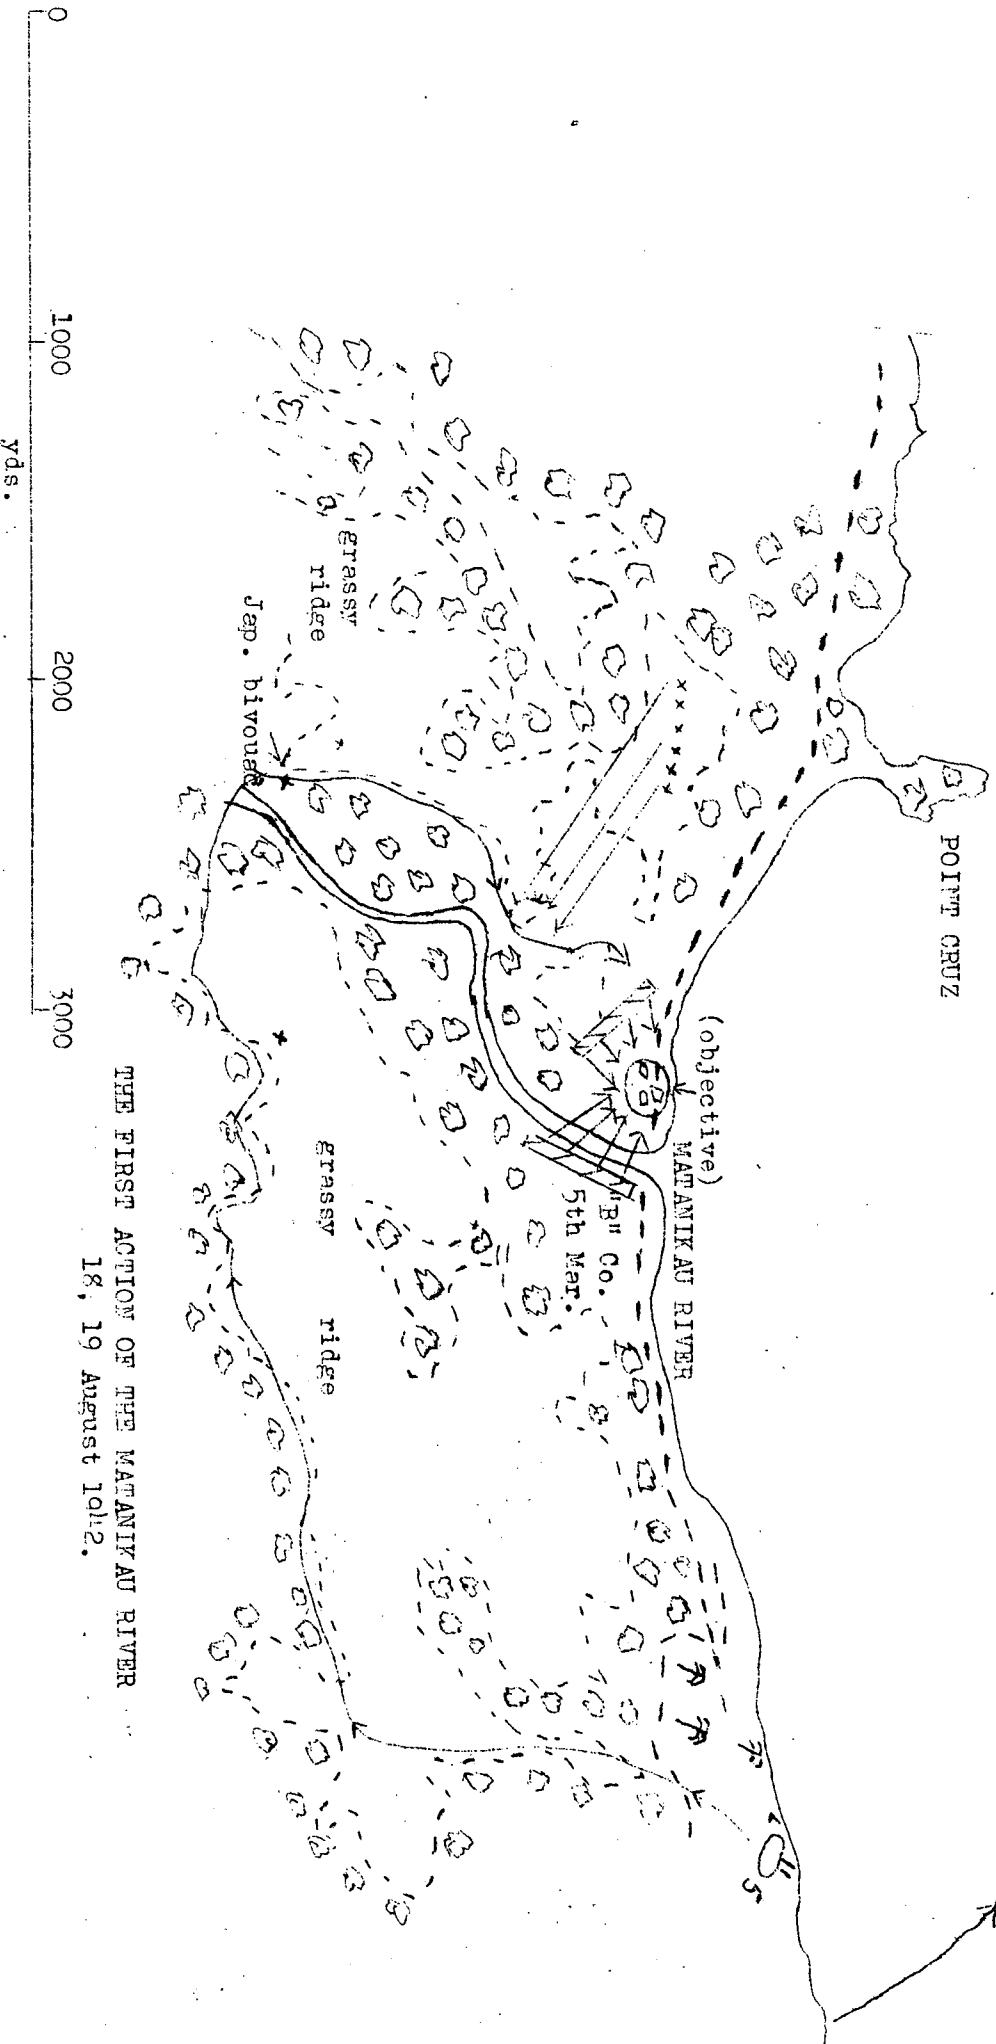 POINT CRUZ
(objective)
MATANIKAU RIVER
"B" Co.
5th Mar.
grassy
ridge
Jap. bivouac
grassy ridge
THE FIRST ACTION OF THE MATANIKAU RIVER
18, 19 August 1942.
0 1000 2000 3000
yds.